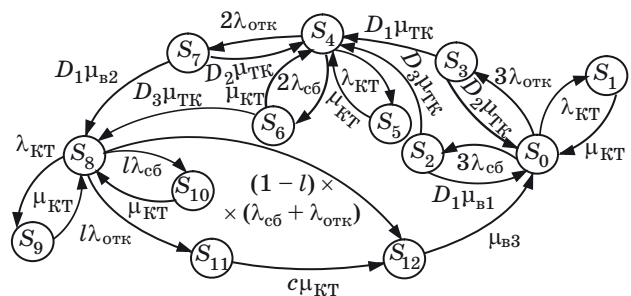 2λотк
S4
D1μТК
S7
D2μТК
2λсб
λКТ
D3μТК
S3
3λотк
S1
D1μв2
D3μТК
μКТ
D2μТК
λКТ
S6
μКТ
S5
S2
3λсб
S0
μКТ
λКТ
S8
lλсб
S10
(1 – l) ×
D1μв1
μКТ
μКТ
× (λсб + λотк)
S9
lλотк
S11
S12
μв3
cμКТ